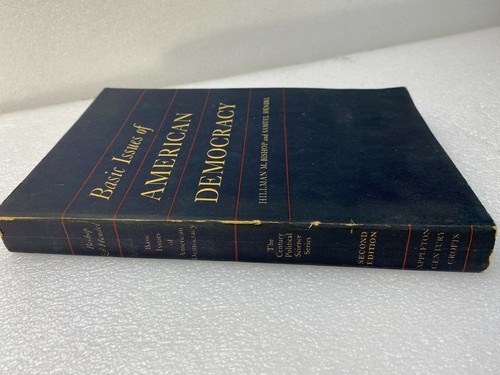 Basic Issues of
AMERICAN
DEMOCRACY
HILLMAN M. BISHOP and SAMUEL HENDEL
Bishop
& Hendel
Basic
Issues
of
American
Democracy
The
Century
Political
Science
Series
SECOND
EDITION
APPLETON
CENTURY
CROFTS